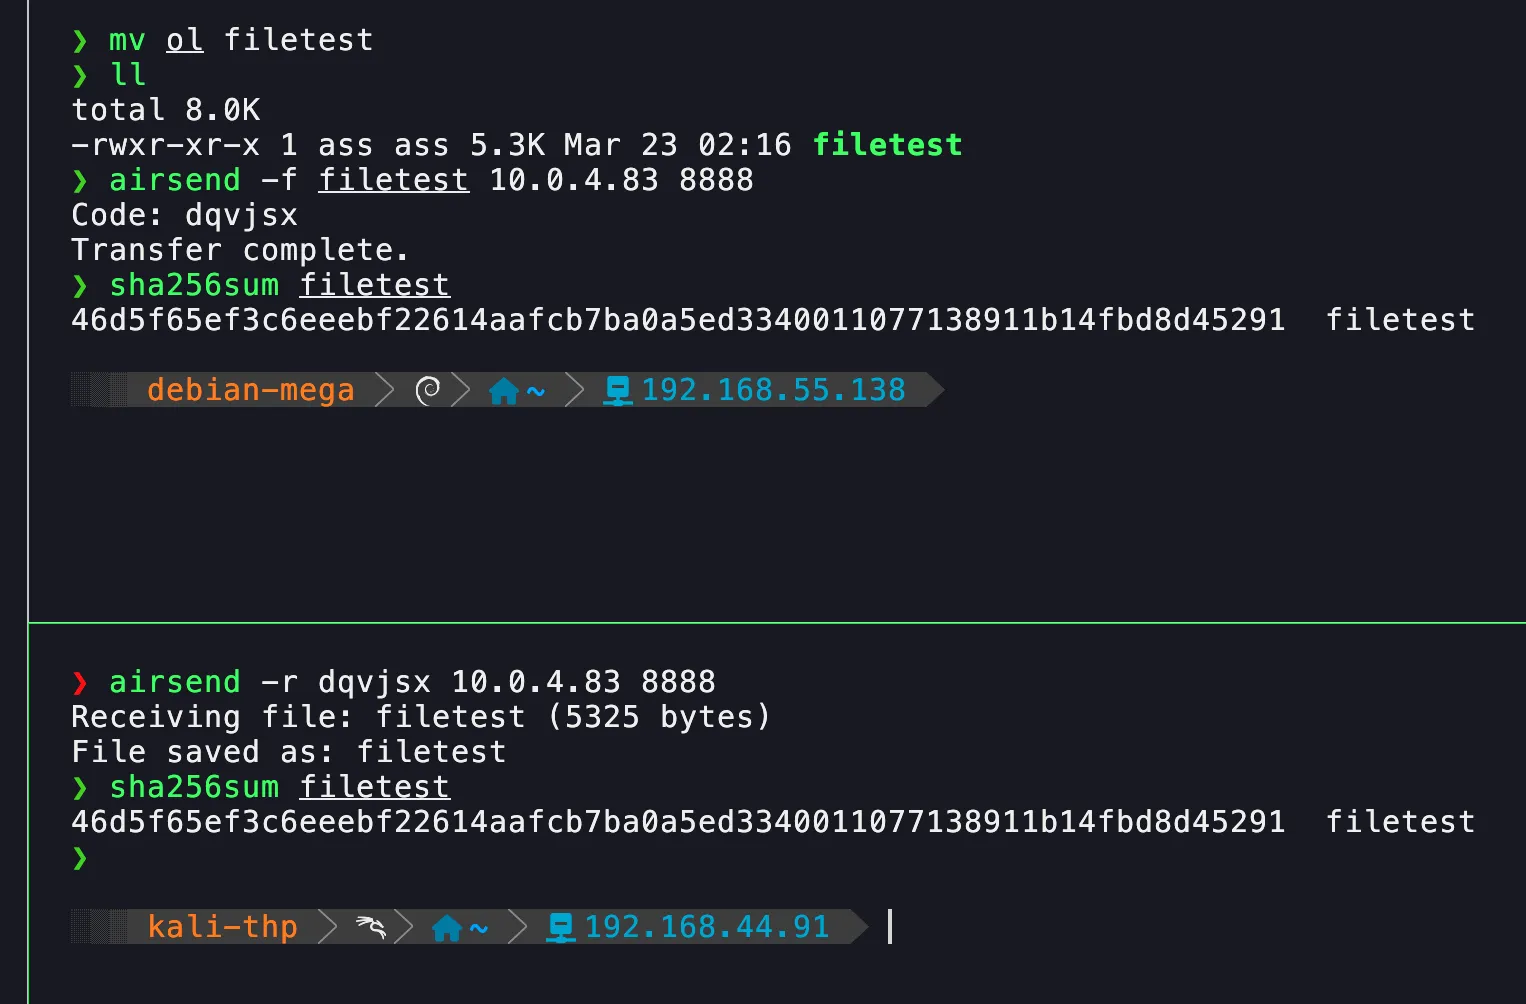 ❯ mv ol filetest
❯ ll
total 8.0K
-rwxr-xr-x 1 ass ass 5.3K Mar 23 02:16 filetest
❯ airsend -f filetest 10.0.4.83 8888
Code: dqvjsx
Transfer complete.
❯ sha256sum filetest
46d5f65ef3c6eeebf22614aafcb7ba0a5ed3340011077138911b14fbd8d45291  filetest
debian-mega ~ 192.168.55.138
❯ airsend -r dqvjsx 10.0.4.83 8888
Receiving file: filetest (5325 bytes)
File saved as: filetest
❯ sha256sum filetest
46d5f65ef3c6eeebf22614aafcb7ba0a5ed3340011077138911b14fbd8d45291  filetest
❯
kali-thp ~ 192.168.44.91